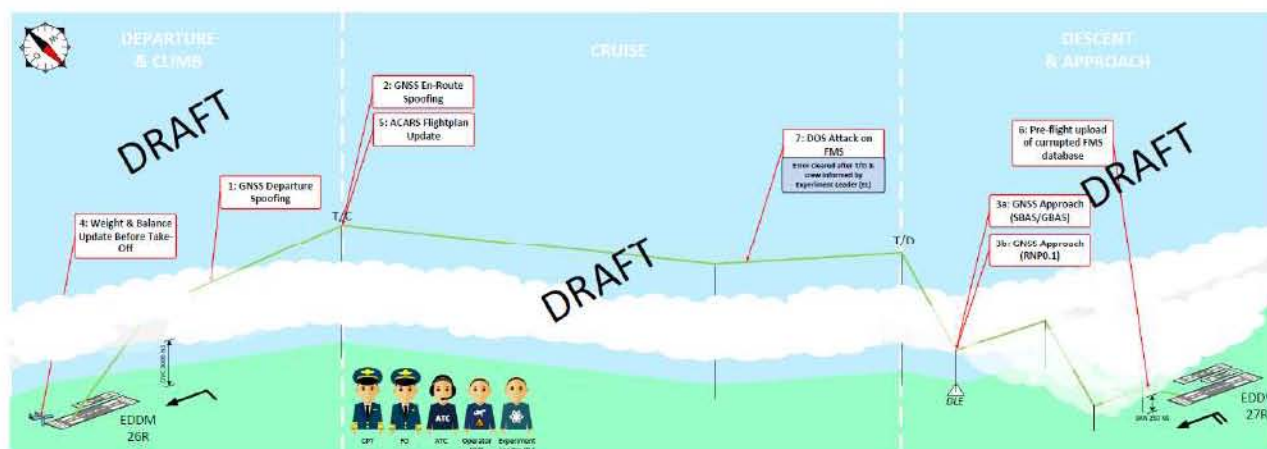 DEPARTURE
& CLIMB
CRUISE
DESCENT
& APPROACH
DRAFT
DRAFT
DRAFT
2: GNSS En-Route
Spoofing
5: ACARS Flightplan
Update
7: DOS Attack on
FMS
Error Cleared after T/D &
crew informed by
Experiment Leader (EL)
6: Pre-flight upload
of currupted FMS
database
1: GNSS Departure
Spoofing
4: Weight & Balance
Update Before Take-
Off
3a: GNSS Approach
(SBAS/GBAS)
3b: GNSS Approach
(RNP0.1)
T/C
T/D
DLE
EDDM
26R
EDDV
27R
CPT
FO
ATC
ATC
Operator
Experiment